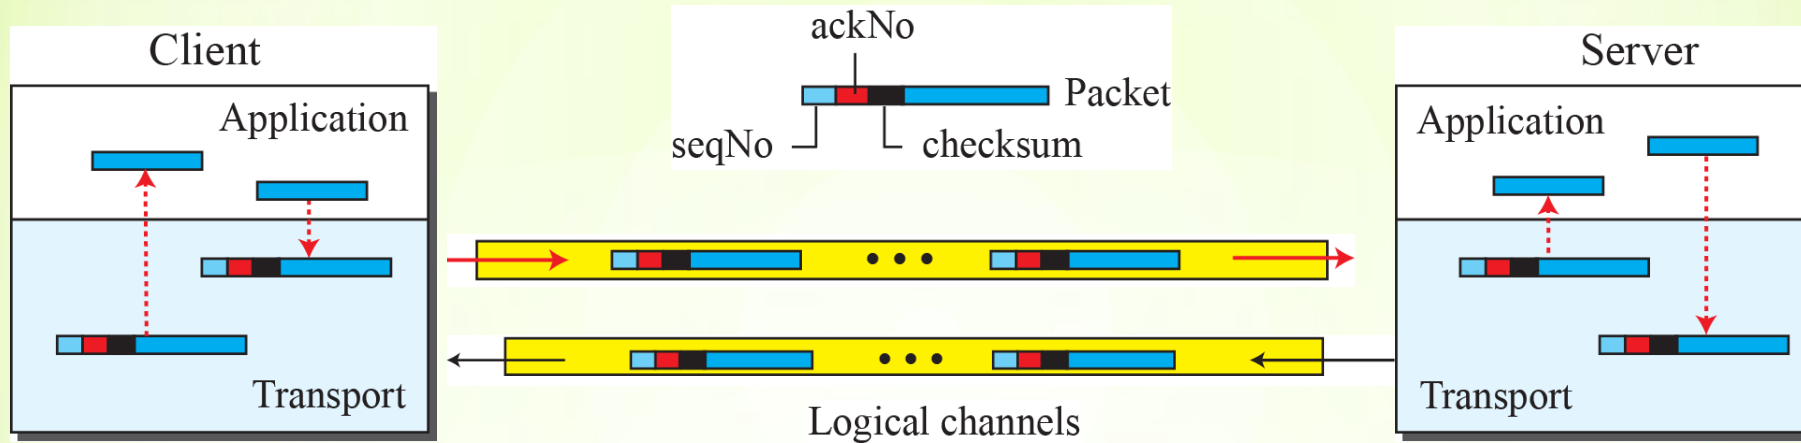 Client
Application
Transport
ackNo
Packet
seqNo
checksum
Logical channels
Server
Application
Transport